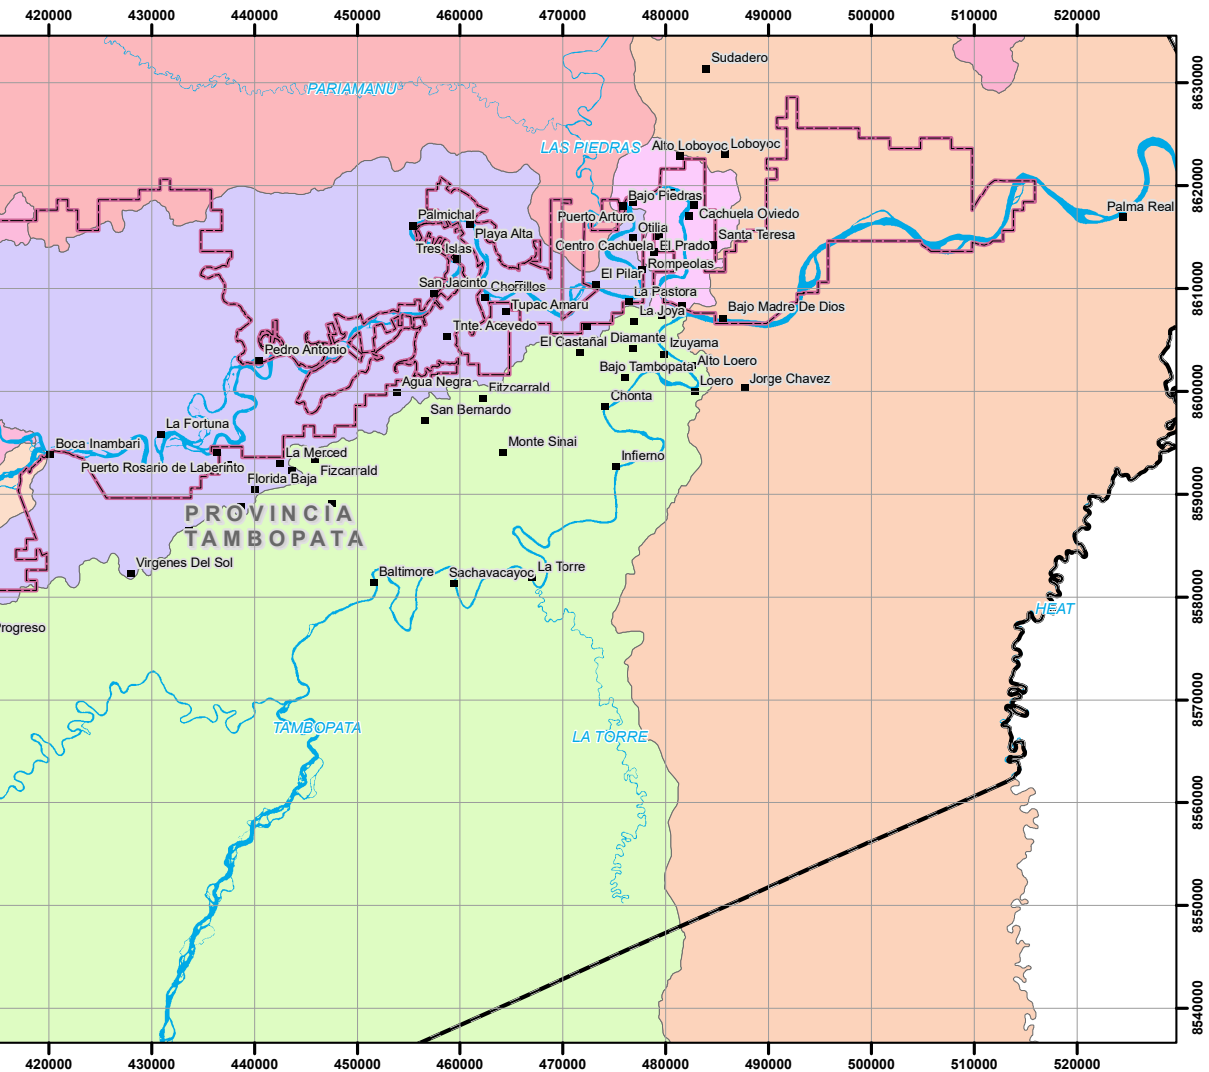 420000 430000 440000 450000 460000 470000 480000 490000 500000 510000 520000
Sudadero
8630000
PARIAMANU
LAS PIEDRAS
Alto Loboyoc
Loboyoc
8620000
Bajo Piedras
Palma Real
Palmichal
Puerto Arturo
Cachuela Oviedo
Playa Alta
Otilia
Santa Teresa
Tres Islas
Centro Cachuela
El Prado
Rompeolas
El Pilar
8610000
San Jacinto
Chorrillos
La Pastora
Tupac Amaru
La Joya
Bajo Madre De Dios
Tnte. Acevedo
El Castañal
Diamante
Izuyama
Pedro Antonio
Alto Loero
Bajo Tambopata
Agua Negra
Fitzcarrald
Loero
Jorge Chavez
8600000
Chonta
San Bernardo
La Fortuna
Boca Inambari
Monte Sinai
La Merced
Infierno
Puerto Rosario de Laberinto
Fizcarrald
Florida Baja
8590000
PROVINCIA
TAMBOPATA
Virgenes Del Sol
Baltimore
Sachavacayoc
La Torre
8580000
HEAT
rogreso
8570000
TAMBOPATA
LA TORRE
8560000
8550000
8540000
420000 430000 440000 450000 460000 470000 480000 490000 500000 510000 520000